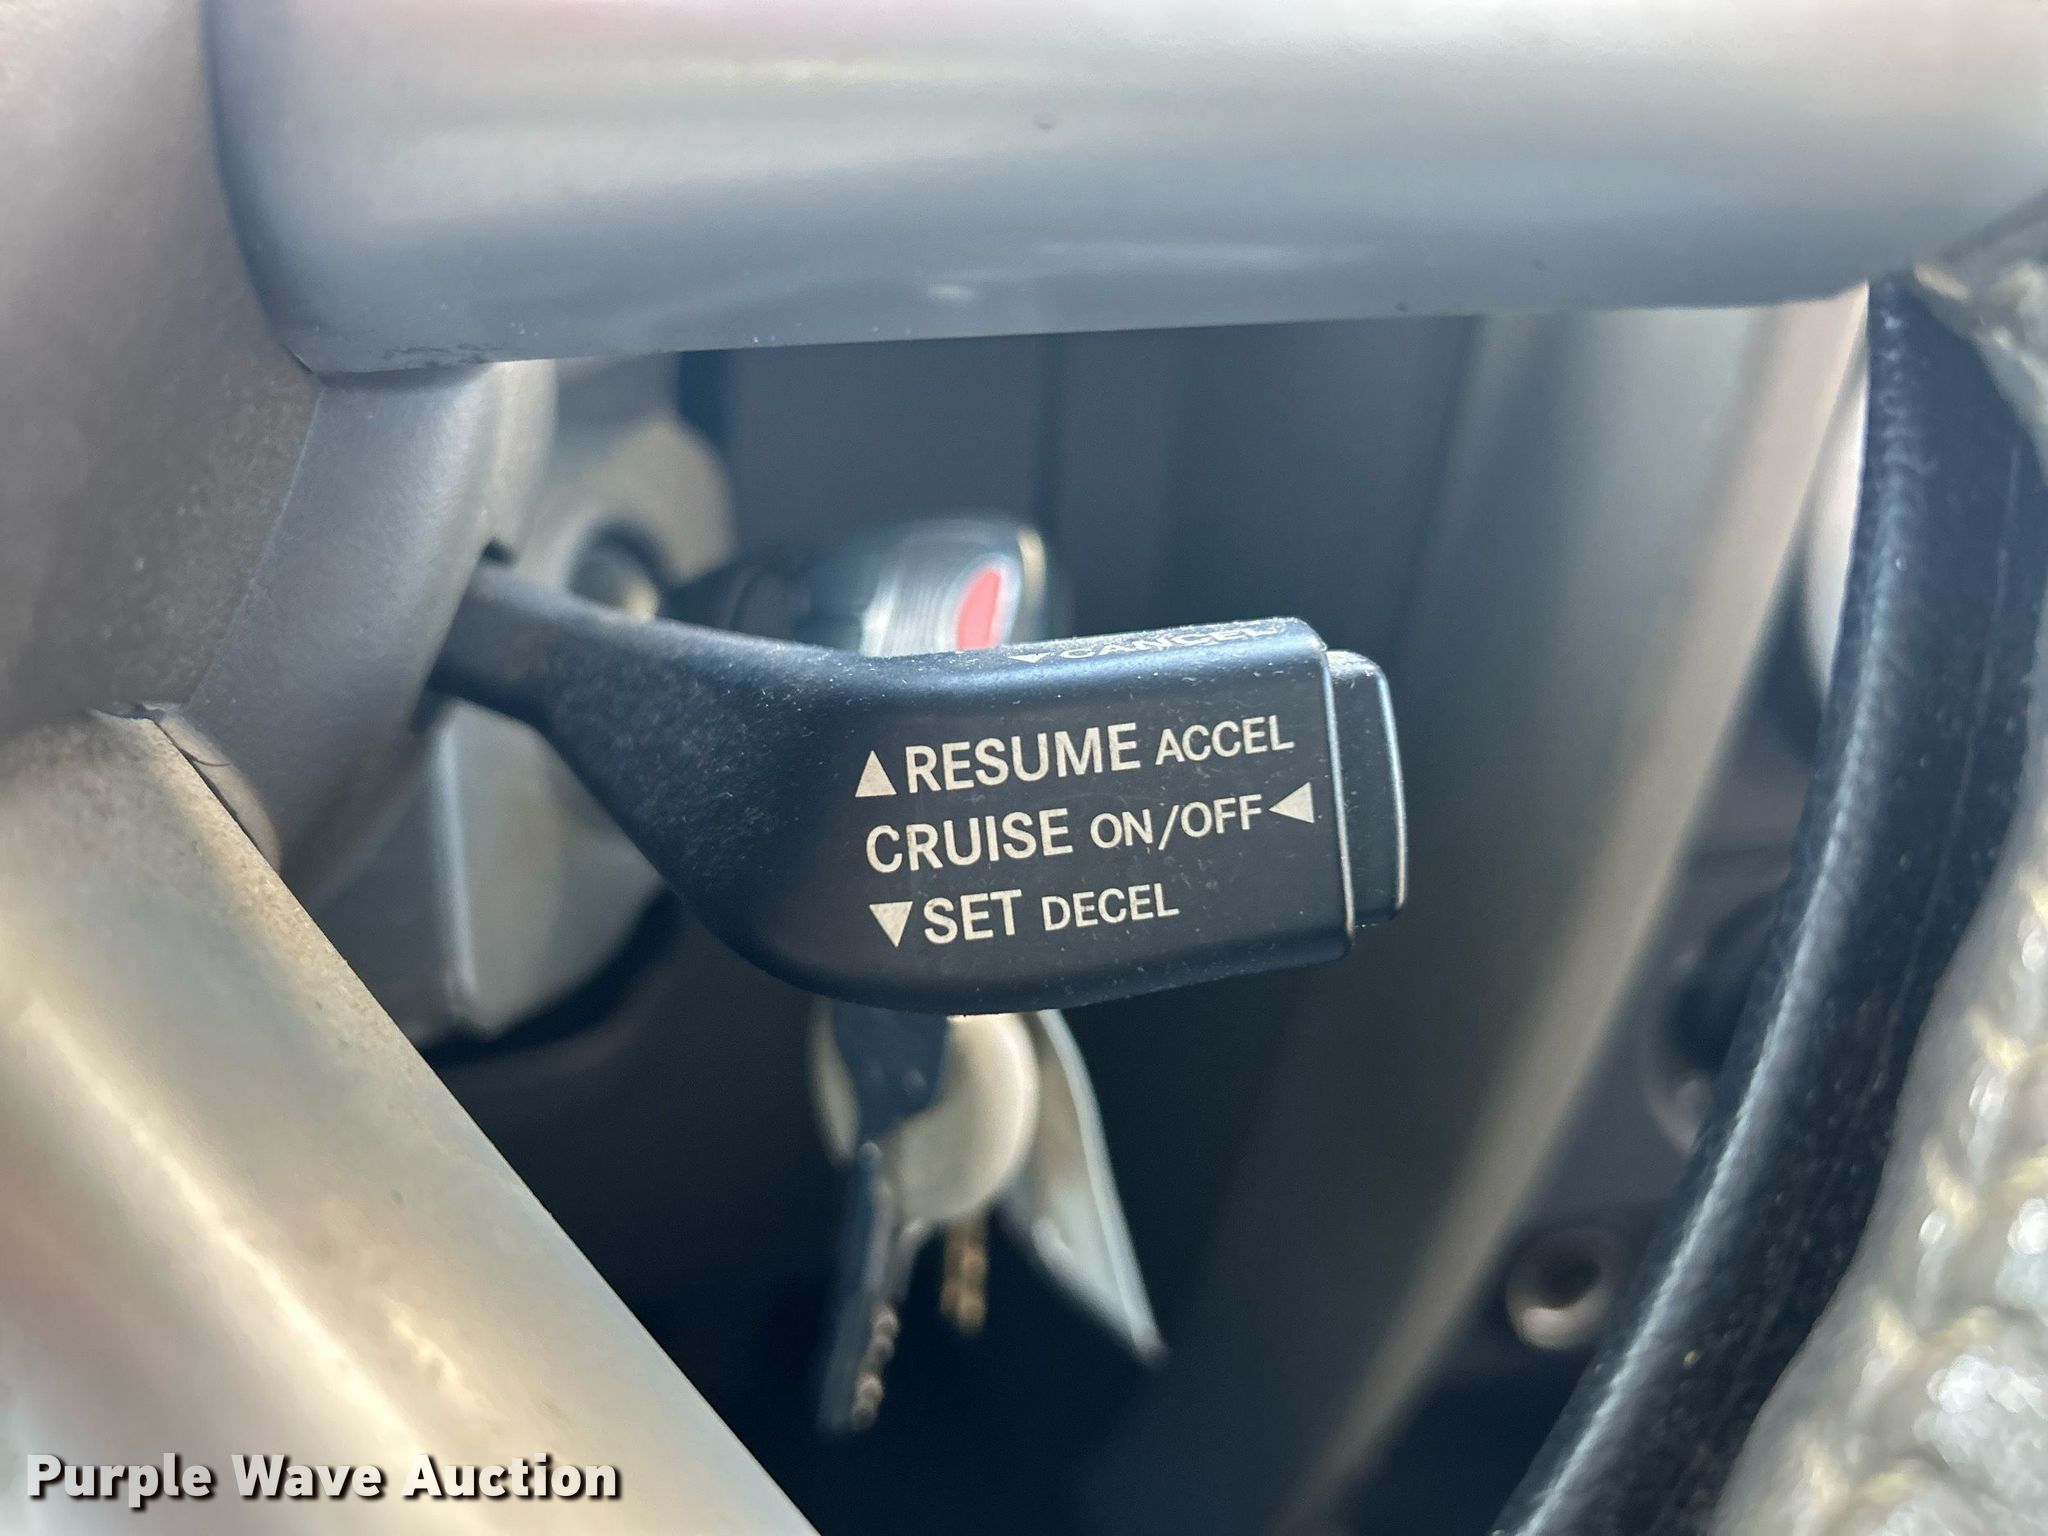 ▼CANCEL
▲RESUME ACCEL
CRUISE ON/OFF◀
▼SET DECEL
Purple Wave Auction